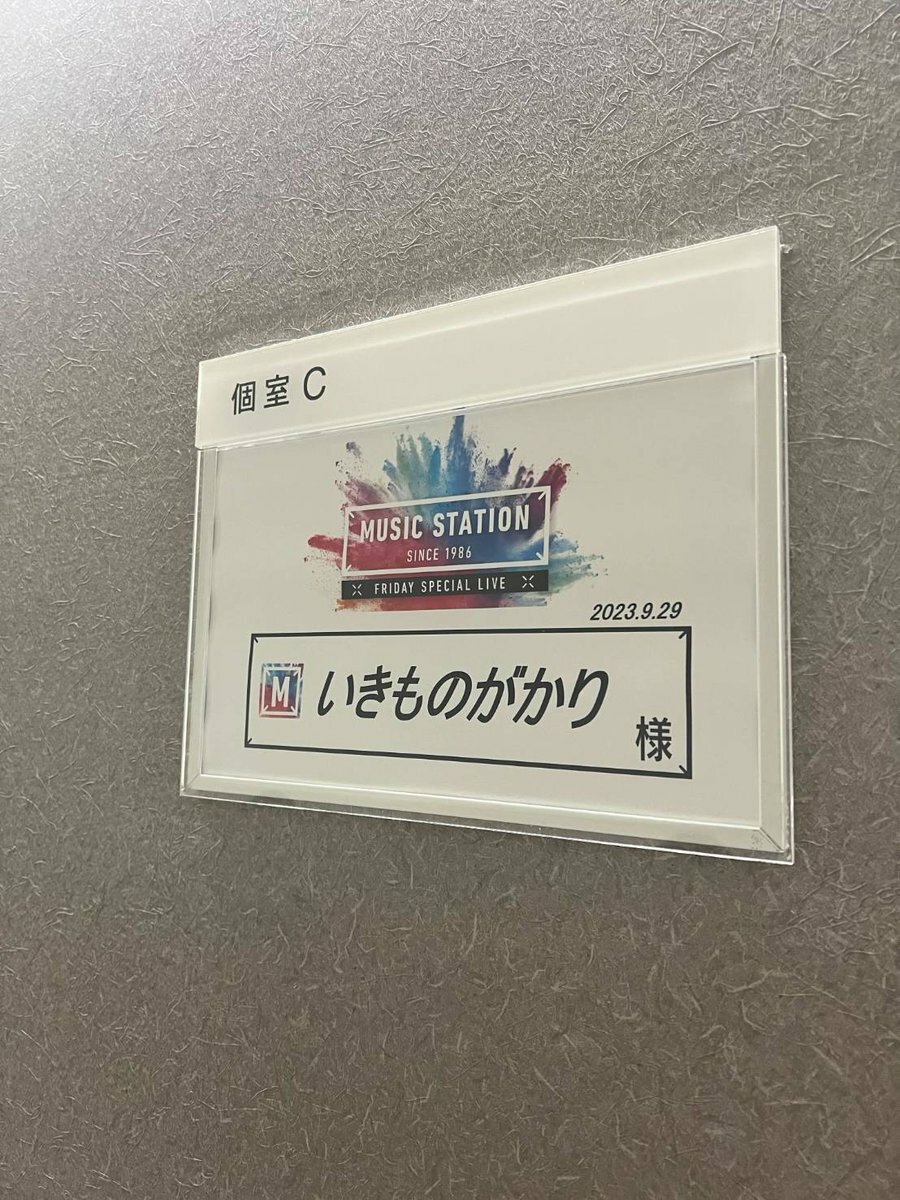 個室 C
MUSIC STATION
SINCE 1986
FRIDAY SPECIAL LIVE
2023.9.29
M いきものがかり 様